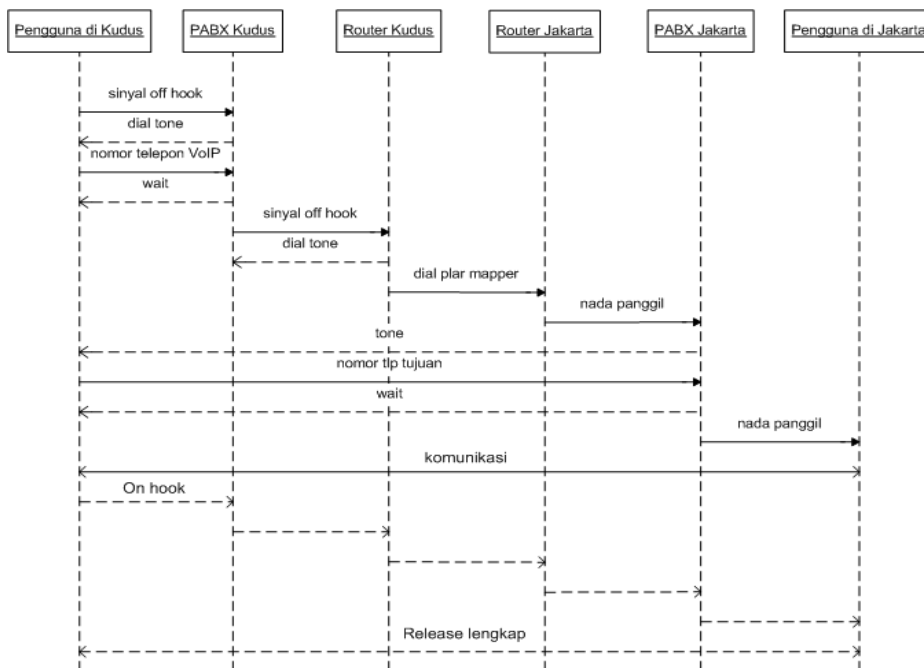 Pengguna di Kudus
PABX Kudus
Router Kudus
Router Jakarta
PABX Jakarta
Pengguna di Jakarta
sinyal off hook
dial tone
nomor telepon VoIP
wait
sinyal off hook
dial tone
dial plar mapper
nada panggil
tone
nomor tlp tujuan
wait
nada panggil
komunikasi
On hook
Release lengkap